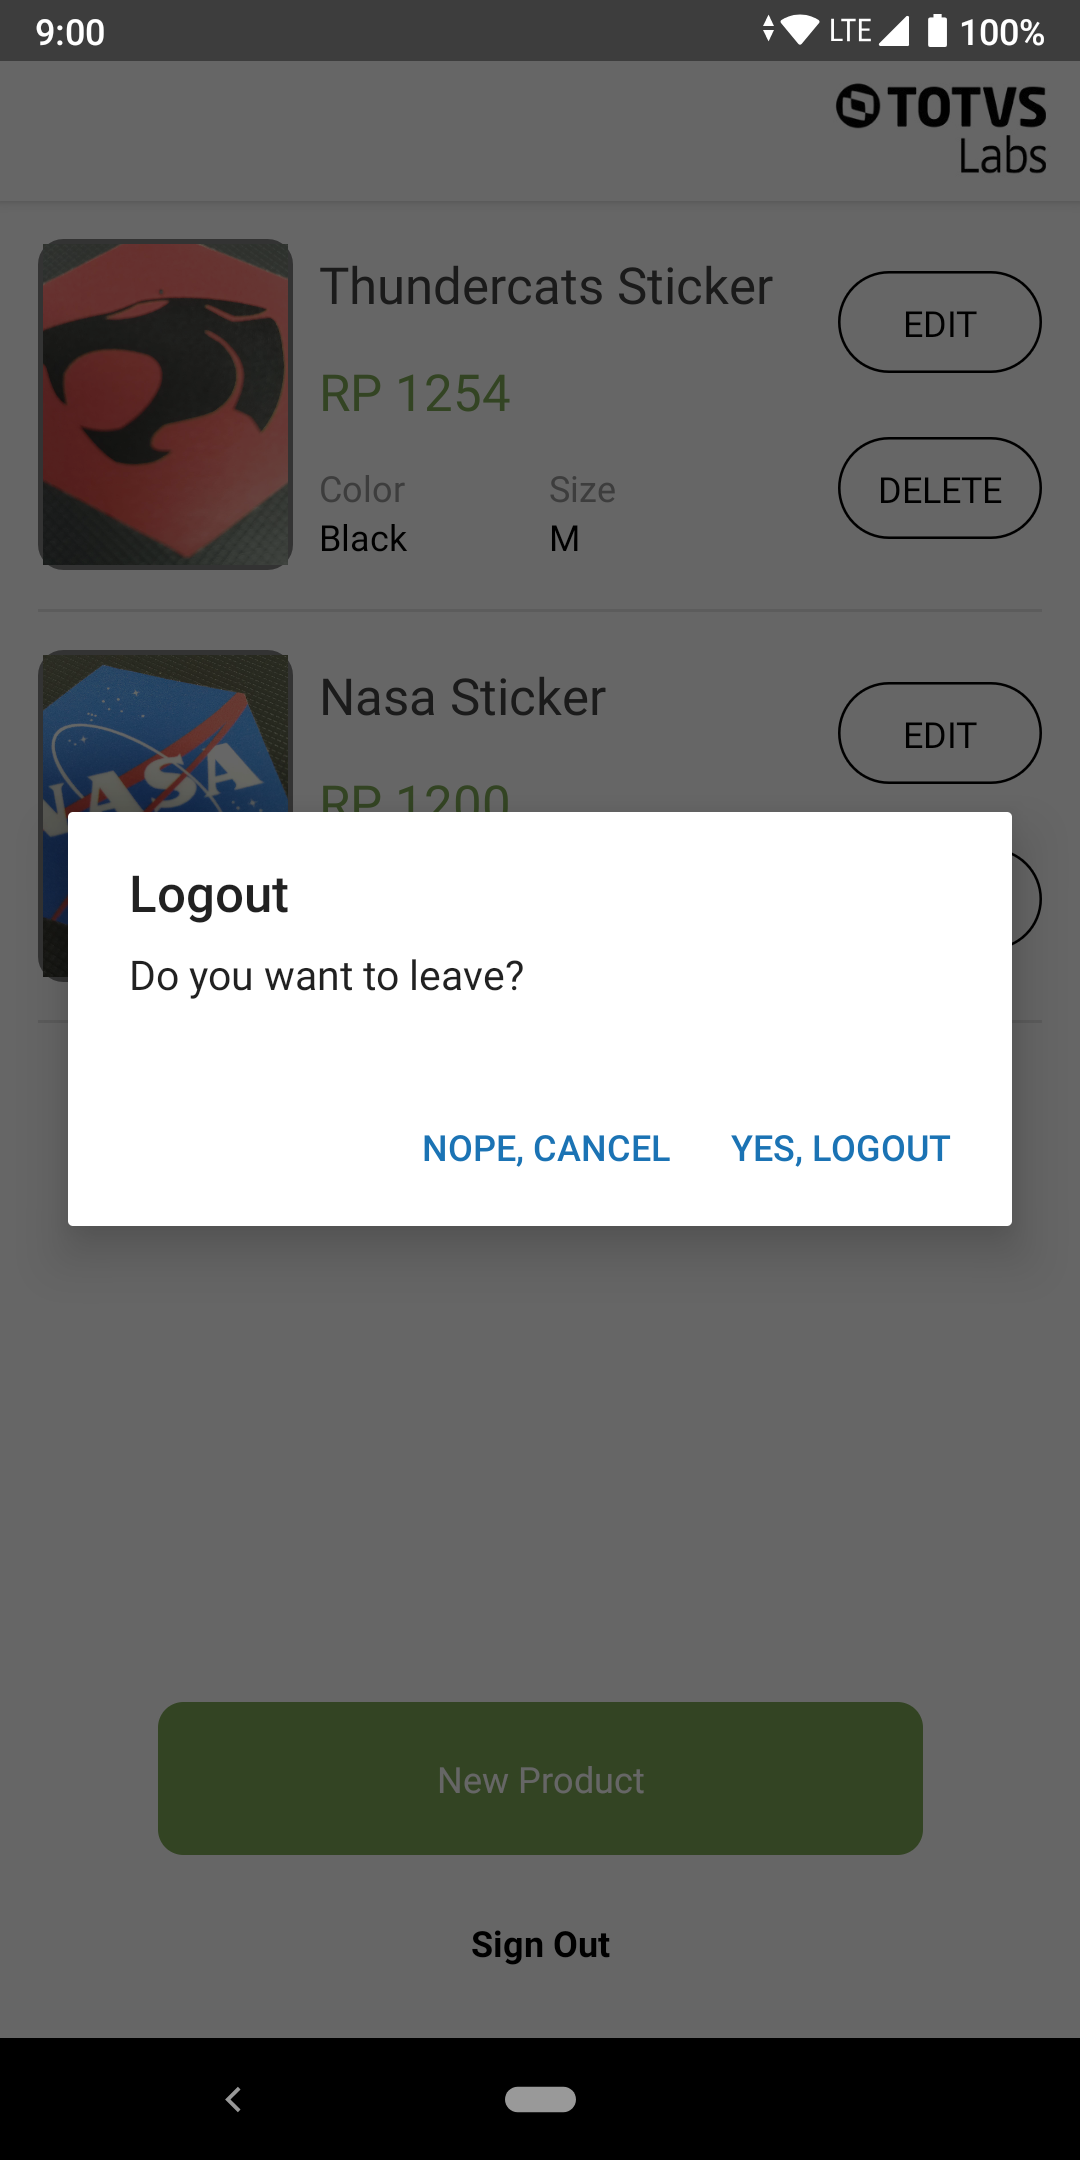 9:00 LTE 100%
TOTVS
Labs
Thundercats Sticker
EDIT
RP 1254
DELETE
Color Size
Black M
Nasa Sticker
EDIT
NASA
RP 1200
Logout
Do you want to leave?
NOPE, CANCEL YES, LOGOUT
New Product
Sign Out